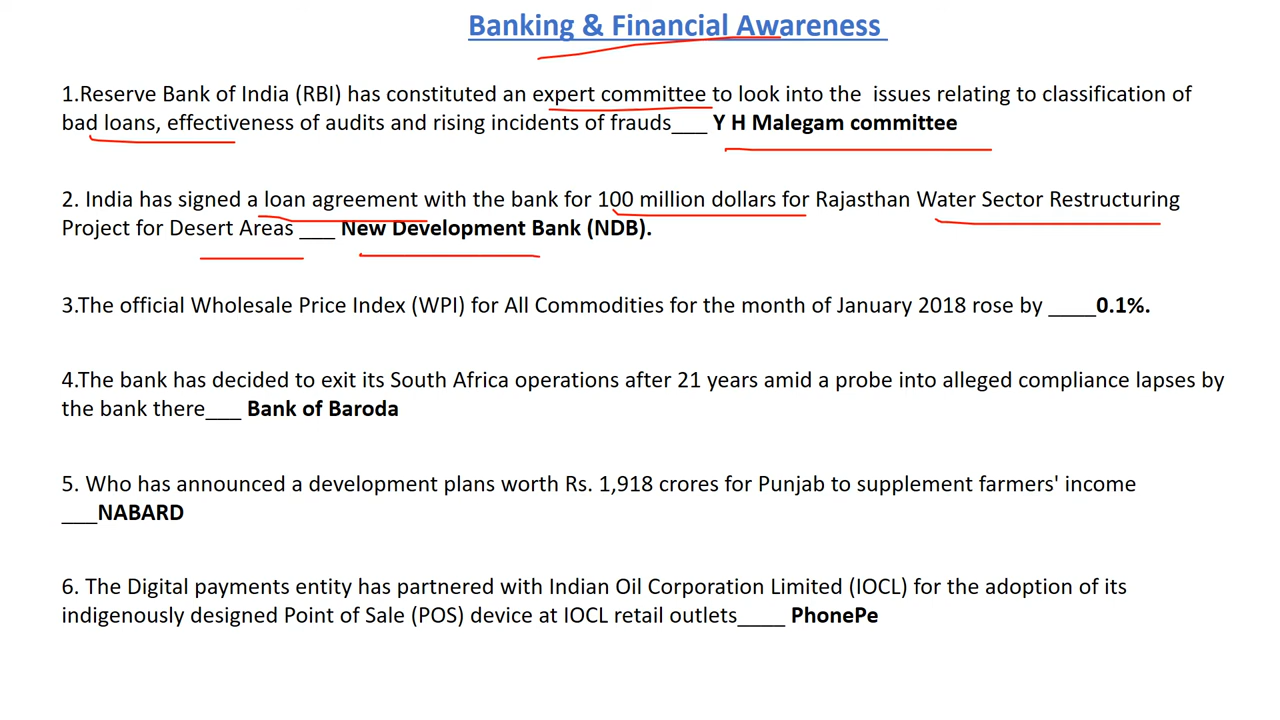 Banking & Financial Awareness
1.Reserve Bank of India (RBI) has constituted an expert committee to look into the  issues relating to classification of
bad loans, effectiveness of audits and rising incidents of frauds___ Y H Malegam committee
2. India has signed a loan agreement with the bank for 100 million dollars for Rajasthan Water Sector Restructuring
Project for Desert Areas ___ New Development Bank (NDB).
3.The official Wholesale Price Index (WPI) for All Commodities for the month of January 2018 rose by ____0.1%.
4.The bank has decided to exit its South Africa operations after 21 years amid a probe into alleged compliance lapses by
the bank there___ Bank of Baroda
5. Who has announced a development plans worth Rs. 1,918 crores for Punjab to supplement farmers' income
___NABARD
6. The Digital payments entity has partnered with Indian Oil Corporation Limited (IOCL) for the adoption of its
indigenously designed Point of Sale (POS) device at IOCL retail outlets____ PhonePe